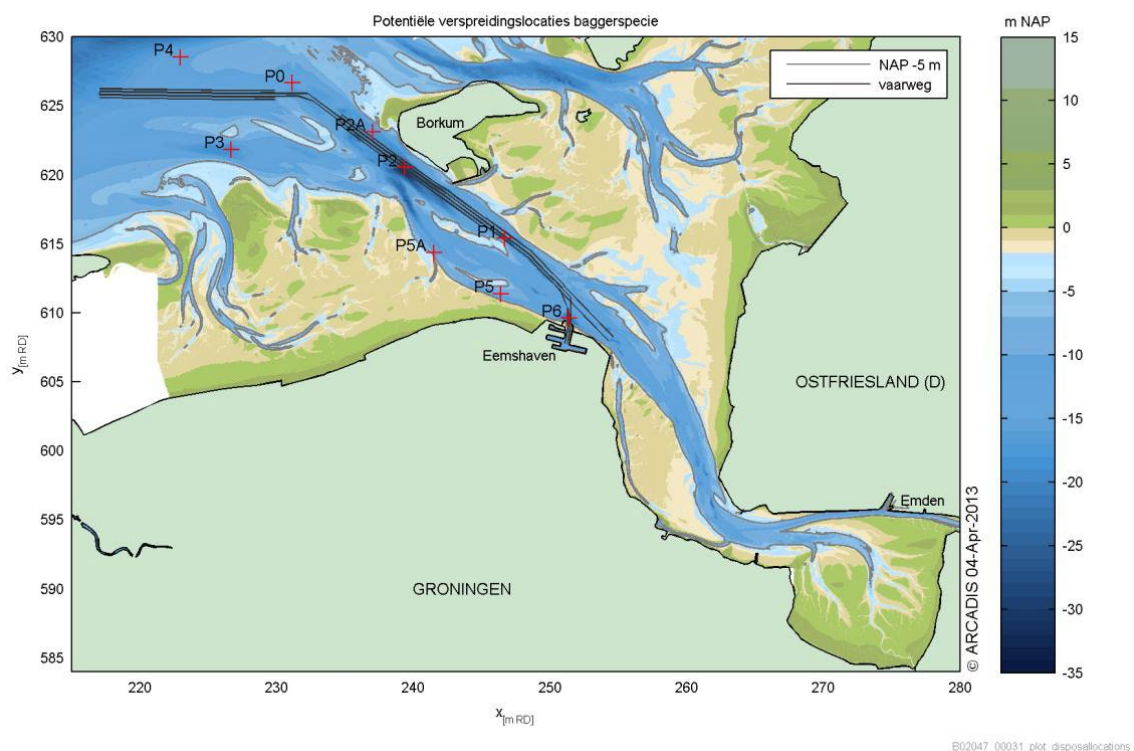 Potentiële verspreidingslocaties baggerspecie
m NAP
630
625
620
615
610
605
600
595
590
585
y[m RD]
220
230
240
250
260
270
280
x[m RD]
NAP -5 m
vaarweg
P4
P0
P2A
Borkum
P3
P2
P1
P5A
P5
P6
Eemshaven
OSTFRIESLAND (D)
Emden
GRONINGEN
© ARCADIS 04-Apr-2013
15
10
5
0
-5
-10
-15
-20
-25
-30
-35
B02047_00031_plot_disposallocations